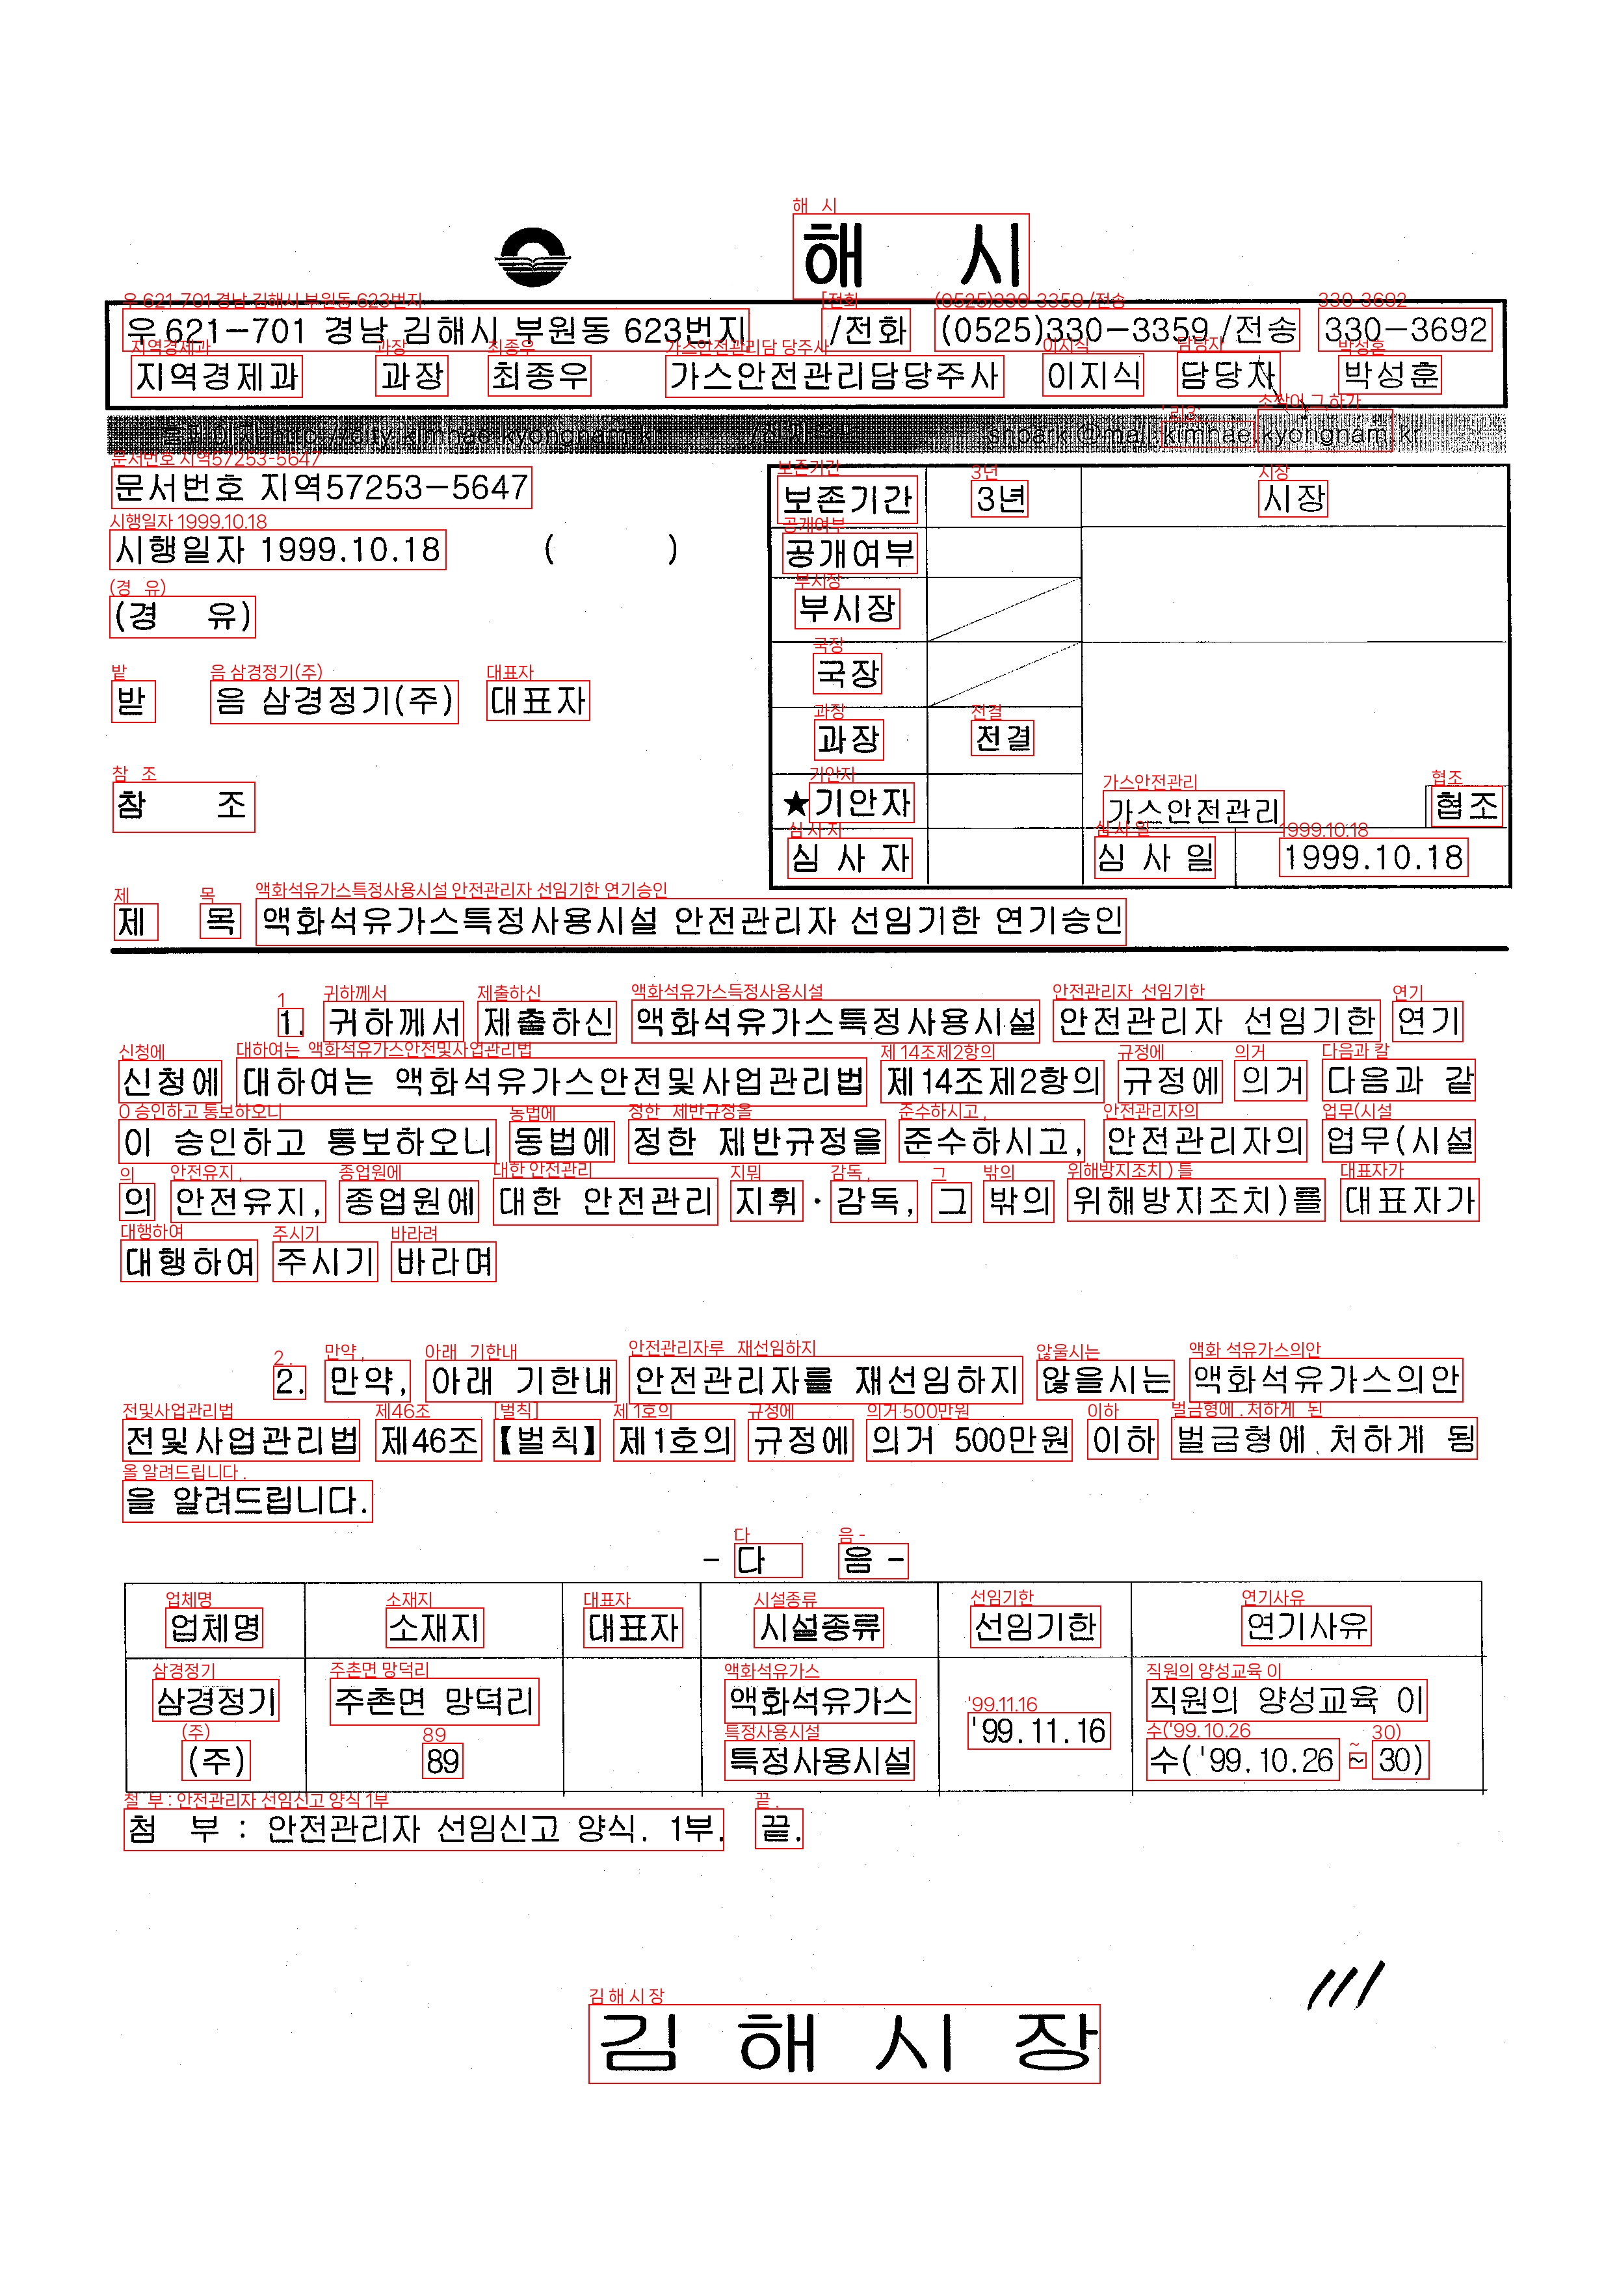 해 시
우 621-701 경남 김해시 부원동 623번지 /전화 (0525)330-3359 /전송 330-3692
지역경제과 과장 최종우 가스안전관리담당주사 이지식 담당자 박성훈
http://city.kimhae.kyongnam.kr shpark@mail.kimhae.kyongnam.kr
문서번호 지역57253-5647
시행일자 1999.10.18 ( )
(경 유)
받 음 삼경정기(주) 대표자
참 조
보존기간 3년 시장
공개여부
부시장
국장
과장 전결
★기안자 가스안전관리 협조
심 사 자 심 사 일 1999.10.18
제 목 액화석유가스특정사용시설 안전관리자 선임기한 연기승인
1. 귀하께서 제출하신 액화석유가스특정사용시설 안전관리자 선임기한 연기
신청에 대하여는 액화석유가스안전및사업관리법 제14조제2항의 규정에 의거 다음과 같
이 승인하고 통보하오니 동법에 정한 제반규정을 준수하시고, 안전관리자의 업무(시설
의 안전유지, 종업원에 대한 안전관리 지휘·감독, 그 밖의 위해방지조치)를 대표자가
대행하여 주시기 바라며
2. 만약, 아래 기한내 안전관리자를 재선임하지 않을시는 액화석유가스의안
전및사업관리법 제46조 【벌칙】 제1호의 규정에 의거 500만원 이하 벌금형에 처하게 됨
을 알려드립니다.
- 다 음 -
업체명 소재지 대표자 시설종류 선임기한 연기사유
삼경정기 주촌면 망덕리 액화석유가스 '99.11.16 직원의 양성교육 이
(주) 89 특정사용시설 수('99.10.26 ~ 30)
첨 부 : 안전관리자 선임신고 양식. 1부. 끝.
김 해 시 장